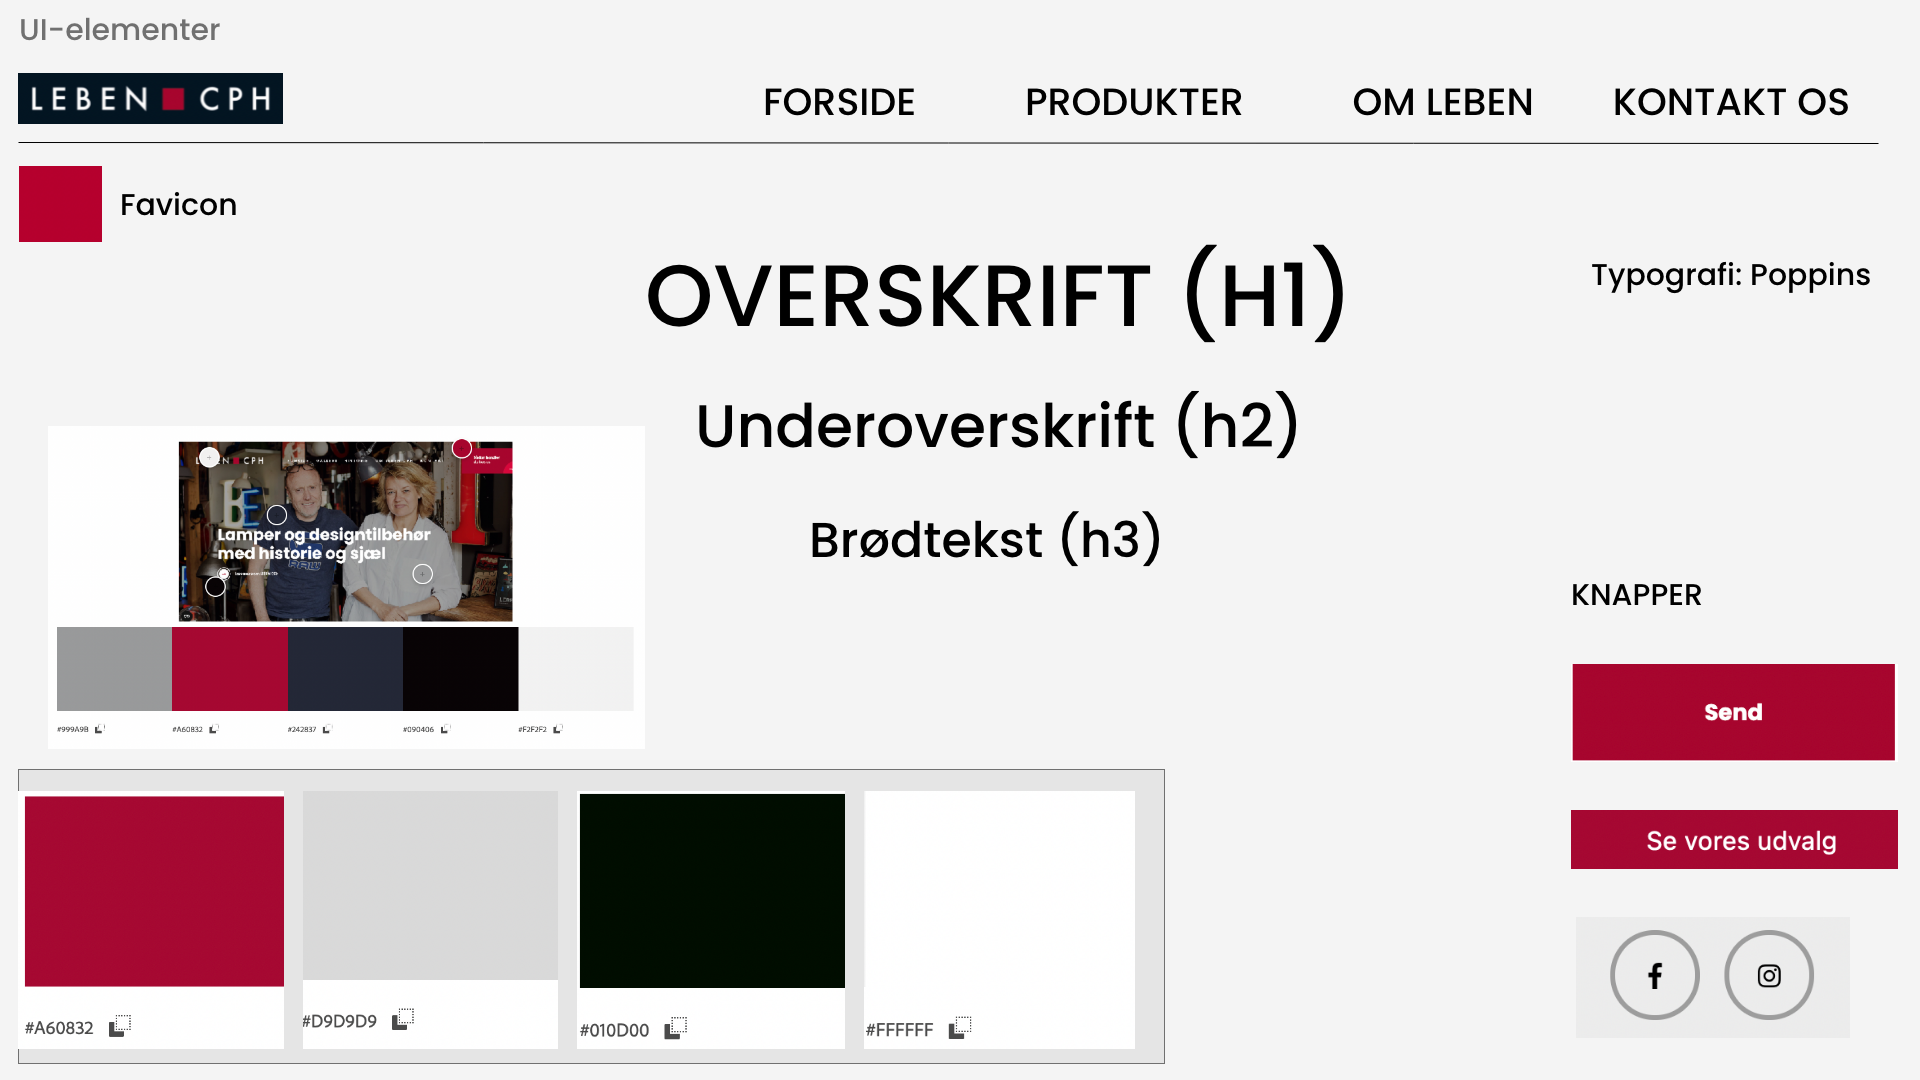 UI-elementer
LEBEN CPH
FORSIDE PRODUKTER OM LEBEN KONTAKT OS
Favicon
OVERSKRIFT (H1)
Typografi: Poppins
Underoverskrift (h2)
Brødtekst (h3)
CPH
Lamper og designtilbehør
med historie og sjæl
#999A9B #A60832 #242837 #090406 #F2F2F2
KNAPPER
Send
Se vores udvalg
#A60832 #D9D9D9 #010D00 #FFFFFF